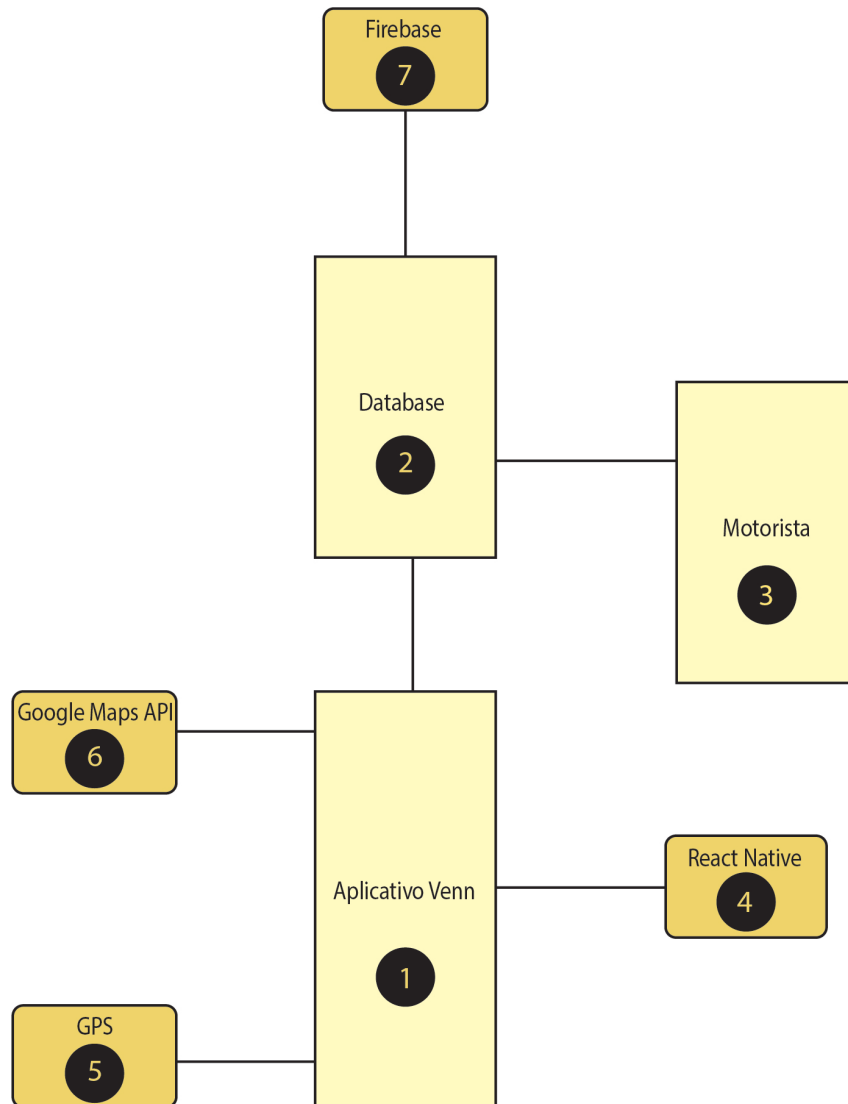 Firebase
7
Database
2
Motorista
3
Google Maps API
6
React Native
4
Aplicativo Venn
1
GPS
5